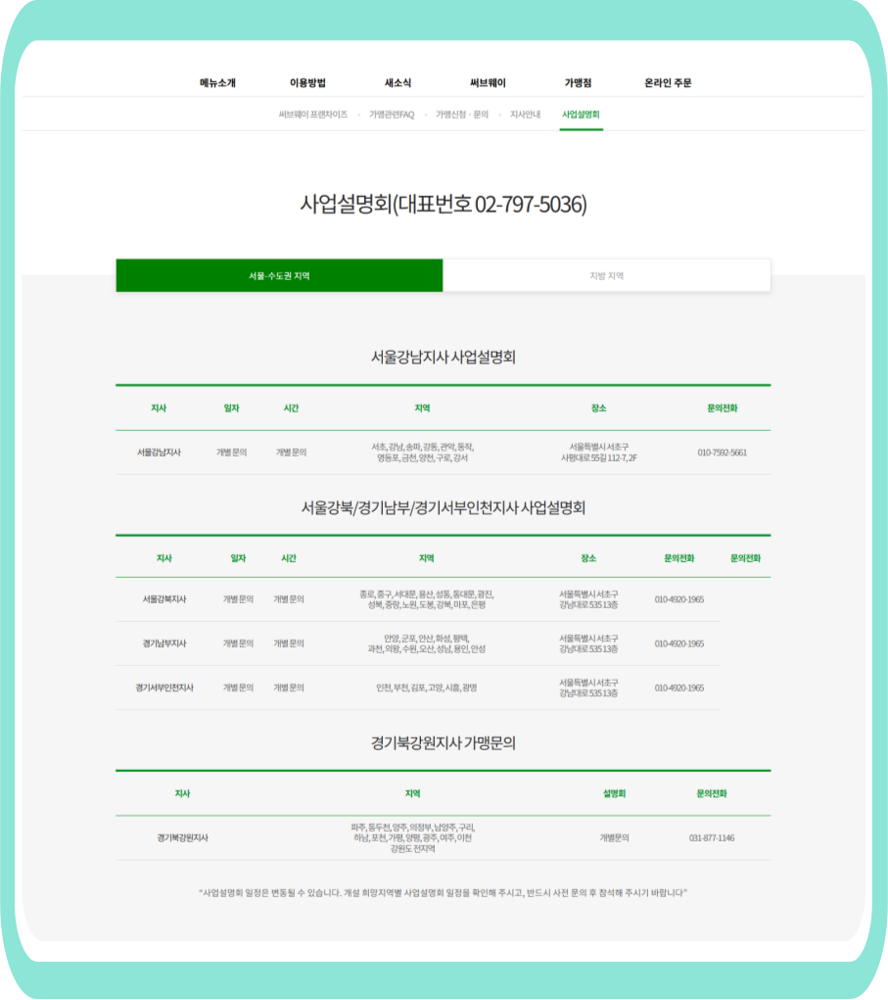 메뉴소개 이용방법 새소식 써브웨이 가맹점 온라인 주문
써브웨이 프랜차이즈 · 가맹관련FAQ · 가맹신청 · 문의 · 지사안내 사업설명회
사업설명회(대표번호 02-797-5036)
서울·수도권 지역 지방 지역
서울강남지사 사업설명회
지사 일자 시간 지역 장소 문의전화
서울강남지사 개별 문의 개별 문의 서초, 강남, 송파, 강동, 관악, 동작, 서울특별시 서초구 010-7592-5661
영등포, 금천, 양천, 구로, 강서 사평대로 55길 112-7, 2F
서울강북/경기남부/경기서부인천지사 사업설명회
지사 일자 시간 지역 장소 문의전화 문의전화
서울강북지사 개별 문의 개별 문의 종로, 중구, 서대문, 용산, 성동, 동대문, 광진, 서울특별시 서초구 010-4920-1965
성북, 중랑, 노원, 도봉, 강북, 마포, 은평 강남대로 535 13층
경기남부지사 개별 문의 개별 문의 안양, 군포, 안산, 화성, 평택, 서울특별시 서초구 010-4920-1965
과천, 의왕, 수원, 오산, 성남, 용인, 안성 강남대로 535 13층
경기서부인천지사 개별 문의 개별 문의 인천, 부천, 김포, 고양, 시흥, 광명 서울특별시 서초구 010-4920-1965
강남대로 535 13층
경기북강원지사 가맹문의
지사 지역 설명회 문의전화
경기북강원지사 파주, 동두천, 양주, 의정부, 남양주, 구리, 개별문의 031-877-1146
하남, 포천, 가평, 양평, 광주, 여주, 이천
강원도 전지역
"사업설명회 일정은 변동될 수 있습니다. 개설 희망지역별 사업설명회 일정을 확인해 주시고, 반드시 사전 문의 후 참석해 주시기 바랍니다"